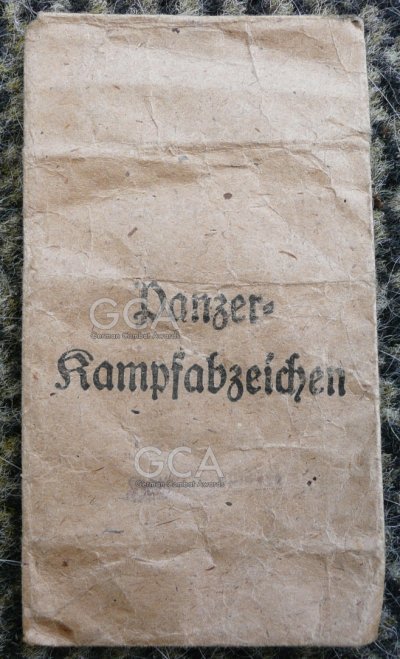 Panzer-
Kampfabzeichen
GCA
German Combat Awards
GCA
German Combat Awards